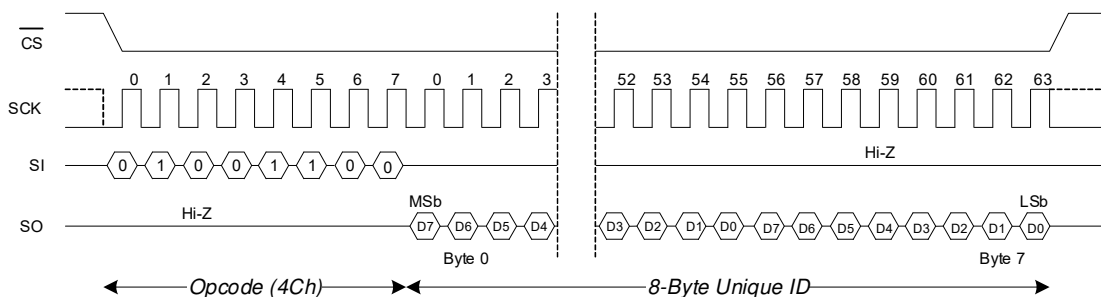 CS
0 1 2 3 4 5 6 7 0 1 2 3 52 53 54 55 56 57 58 59 60 61 62 63
SCK
Hi-Z
SI 0 1 0 0 1 1 0 0
MSb LSb
Hi-Z
SO D7 D6 D5 D4 D3 D2 D1 D0 D7 D6 D5 D4 D3 D2 D1 D0
Byte 0 Byte 7
Opcode (4Ch) 8-Byte Unique ID